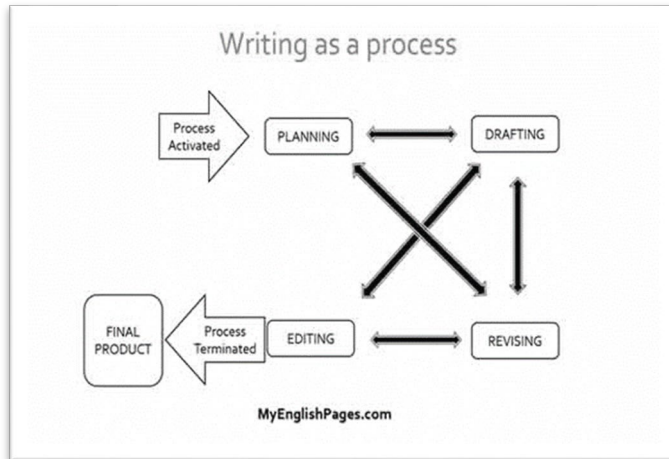 Writing as a process
Process
Activated
PLANNING
DRAFTING
FINAL
PRODUCT
Process
Terminated
EDITING
REVISING
MyEnglishPages.com